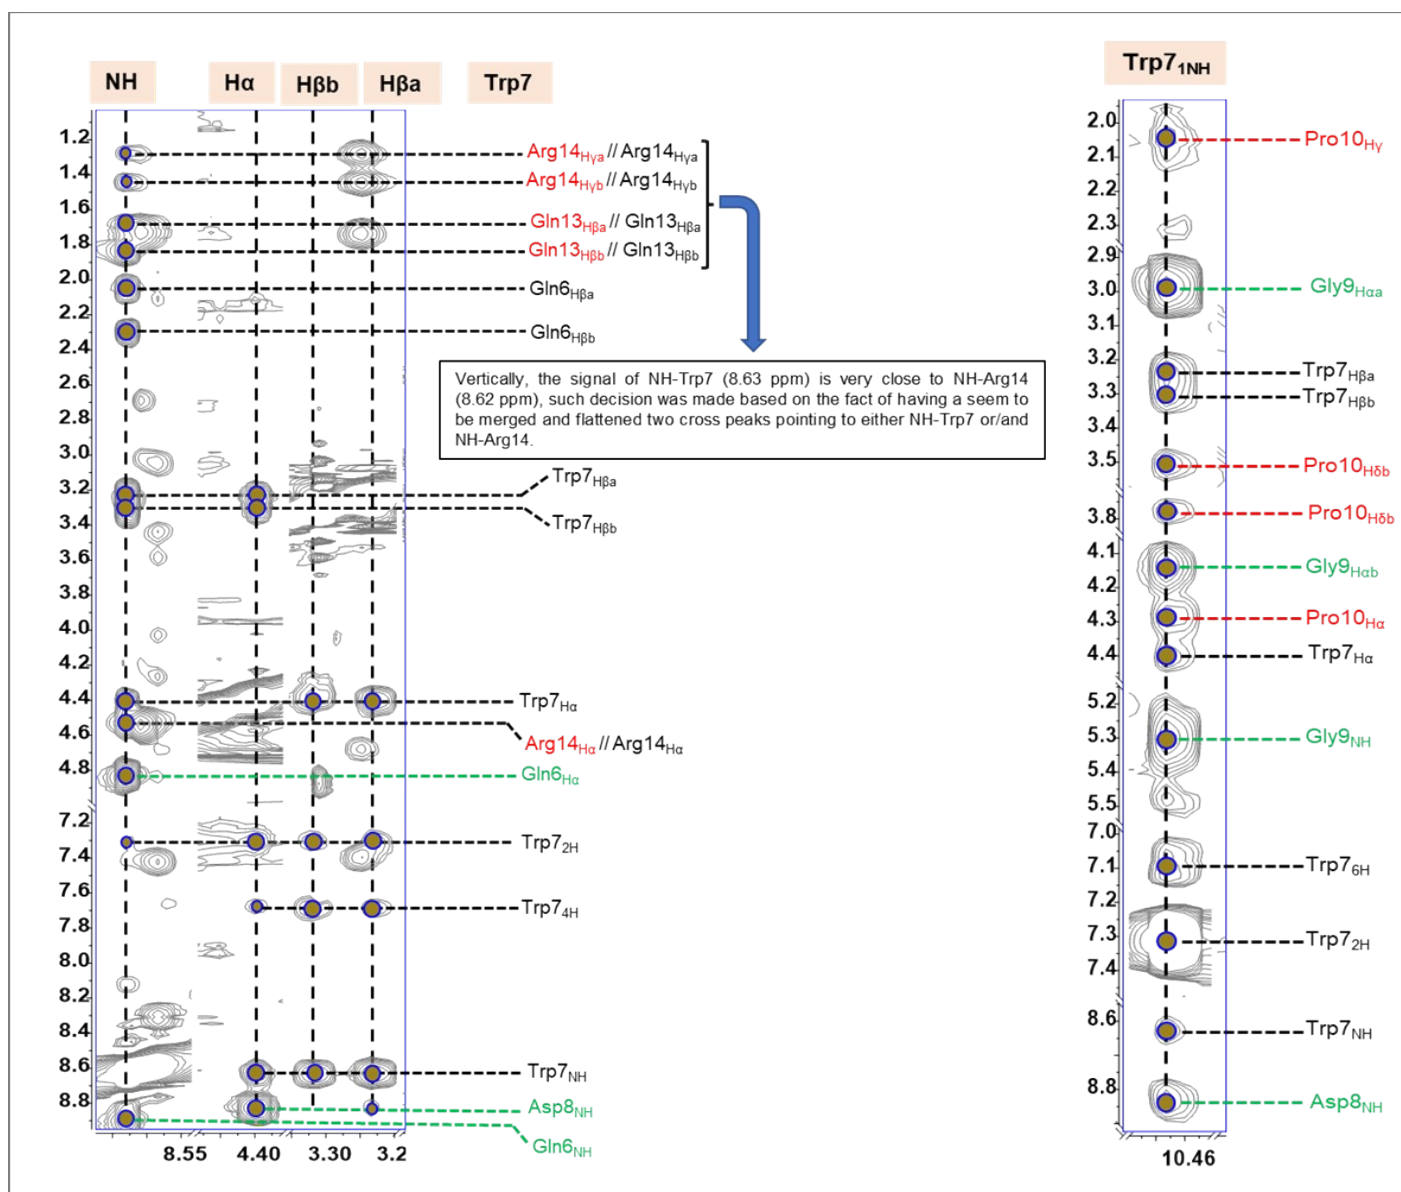 NH Hα Hβb Hβa Trp7
1.2
1.4
1.6
1.8
2.0
2.2
2.4
2.6
2.8
3.0
3.2
3.4
3.6
3.8
4.0
4.2
4.4
4.6
4.8
7.2
7.4
7.6
7.8
8.0
8.2
8.4
8.6
8.8
8.55 4.40 3.30 3.2
Arg14Hγa // Arg14Hγa
Arg14Hγb // Arg14Hγb
Gln13Hβa // Gln13Hβa
Gln13Hβb // Gln13Hβb
Gln6Hβa
Gln6Hβb
Vertically, the signal of NH-Trp7 (8.63 ppm) is very close to NH-Arg14
(8.62 ppm), such decision was made based on the fact of having a seem to
be merged and flattened two cross peaks pointing to either NH-Trp7 or/and
NH-Arg14.
Trp7Hβa
Trp7Hβb
Trp7Hα
Arg14Hα // Arg14Hα
Gln6Hα
Trp72H
Trp74H
Trp7NH
Asp8NH
Gln6NH
Trp71NH
2.0
2.1
2.2
2.3
2.9
3.0
3.1
3.2
3.3
3.4
3.5
3.8
4.1
4.2
4.3
4.4
5.2
5.3
5.4
5.5
7.0
7.1
7.2
7.3
7.4
8.6
8.8
10.46
Pro10Hγ
Gly9Hαa
Trp7Hβa
Trp7Hβb
Pro10Hδb
Pro10Hδb
Gly9Hαb
Pro10Hα
Trp7Hα
Gly9NH
Trp76H
Trp72H
Trp7NH
Asp8NH